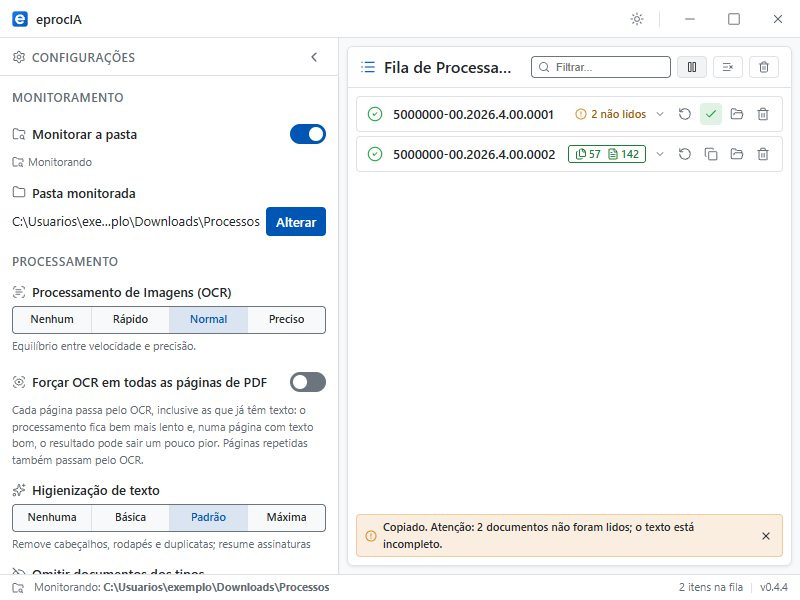 eprocIA
CONFIGURAÇÕES
MONITORAMENTO
Monitorar a pasta
Monitorando
Pasta monitorada
C:\Usuarios\exe...plo\Downloads\Processos
Alterar
PROCESSAMENTO
Processamento de Imagens (OCR)
Nenhum Rápido Normal Preciso
Equilíbrio entre velocidade e precisão.
Forçar OCR em todas as páginas de PDF
Cada página passa pelo OCR, inclusive as que já têm texto: o
processamento fica bem mais lento e, numa página com texto
bom, o resultado pode sair um pouco pior. Páginas repetidas
também passam pelo OCR.
Higienização de texto
Nenhuma Básica Padrão Máxima
Remove cabeçalhos, rodapés e duplicatas; resume assinaturas
Omitir documentos dos tipos
Fila de Processa...
Filtrar...
5000000-00.2026.4.00.0001 2 não lidos
5000000-00.2026.4.00.0002 57 142
Copiado. Atenção: 2 documentos não foram lidos; o texto está
incompleto.
Monitorando: C:\Usuarios\exemplo\Downloads\Processos
2 itens na fila v0.4.4